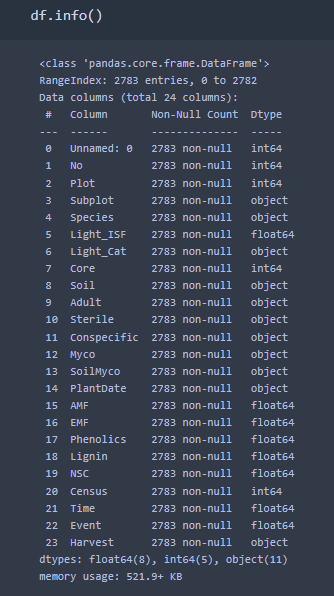 df.info()
<class 'pandas.core.frame.DataFrame'>
RangeIndex: 2783 entries, 0 to 2782
Data columns (total 24 columns):
 #   Column       Non-Null Count  Dtype
---  ------       --------------  -----
 0   Unnamed: 0   2783 non-null   int64
 1   No           2783 non-null   int64
 2   Plot         2783 non-null   int64
 3   Subplot      2783 non-null   object
 4   Species      2783 non-null   object
 5   Light_ISF    2783 non-null   float64
 6   Light_Cat    2783 non-null   object
 7   Core         2783 non-null   int64
 8   Soil         2783 non-null   object
 9   Adult        2783 non-null   object
 10  Sterile      2783 non-null   object
 11  Conspecific  2783 non-null   object
 12  Myco         2783 non-null   object
 13  SoilMyco     2783 non-null   object
 14  PlantDate    2783 non-null   object
 15  AMF          2783 non-null   float64
 16  EMF          2783 non-null   float64
 17  Phenolics    2783 non-null   float64
 18  Lignin       2783 non-null   float64
 19  NSC          2783 non-null   float64
 20  Census       2783 non-null   int64
 21  Time         2783 non-null   float64
 22  Event        2783 non-null   float64
 23  Harvest      2783 non-null   object
dtypes: float64(8), int64(5), object(11)
memory usage: 521.9+ KB